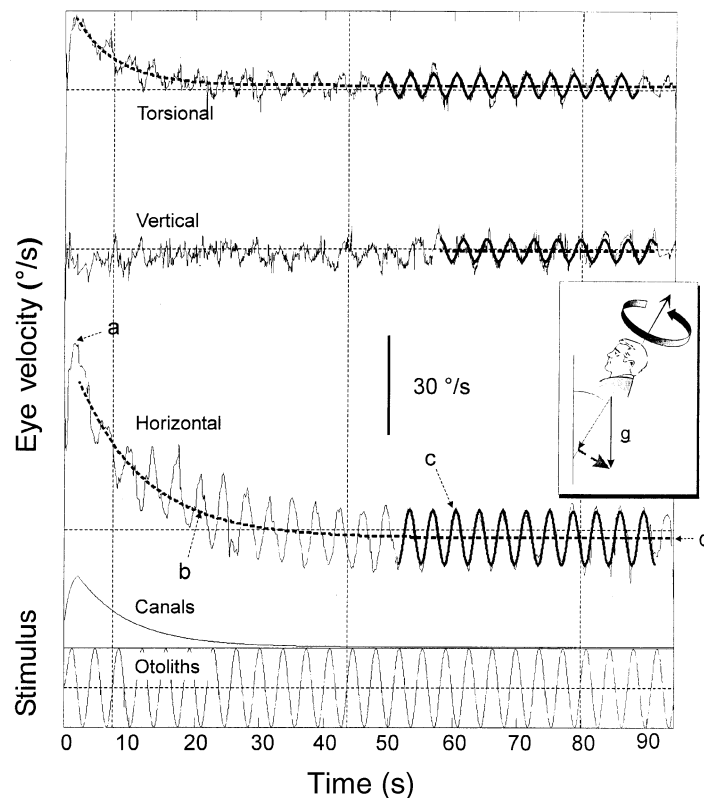 Torsional
Vertical
a
Eye velocity (°/s)
30 °/s
Horizontal
g
c
b
d
Canals
Stimulus
Otoliths
0 10 20 30 40 50 60 70 80 90
Time (s)